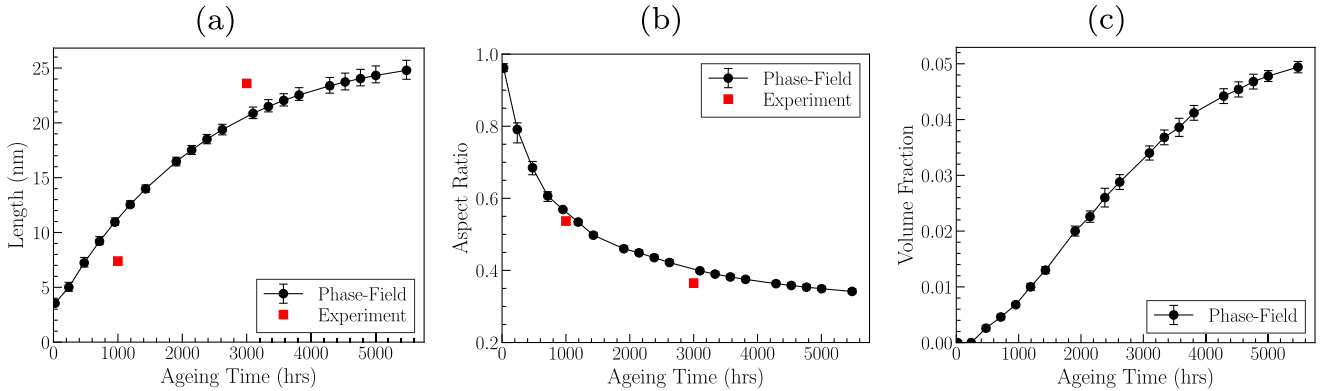 (a)
Length (nm)
25
20
15
10
5
0
0 1000 2000 3000 4000 5000
Ageing Time (hrs)
Phase-Field
Experiment
(b)
Aspect Ratio
1.0
0.8
0.6
0.4
0.2
0 1000 2000 3000 4000 5000
Ageing Time (hrs)
Phase-Field
Experiment
(c)
Volume Fraction
0.05
0.04
0.03
0.02
0.01
0.00
0 1000 2000 3000 4000 5000
Ageing Time (hrs)
Phase-Field